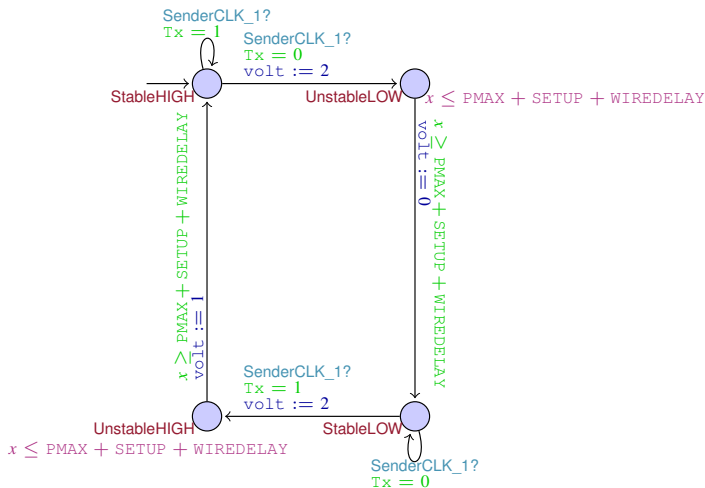 SenderCLK_1?
Tx = 1
SenderCLK_1?
Tx = 0
volt := 2
StableHIGH
UnstableLOW
x ≤ PMAX + SETUP + WIREDELAY
x ≥ PMAX + SETUP + WIREDELAY
volt := 0
x ≥ PMAX + SETUP + WIREDELAY
volt := 1
SenderCLK_1?
Tx = 1
volt := 2
UnstableHIGH
StableLOW
x ≤ PMAX + SETUP + WIREDELAY
SenderCLK_1?
Tx = 0